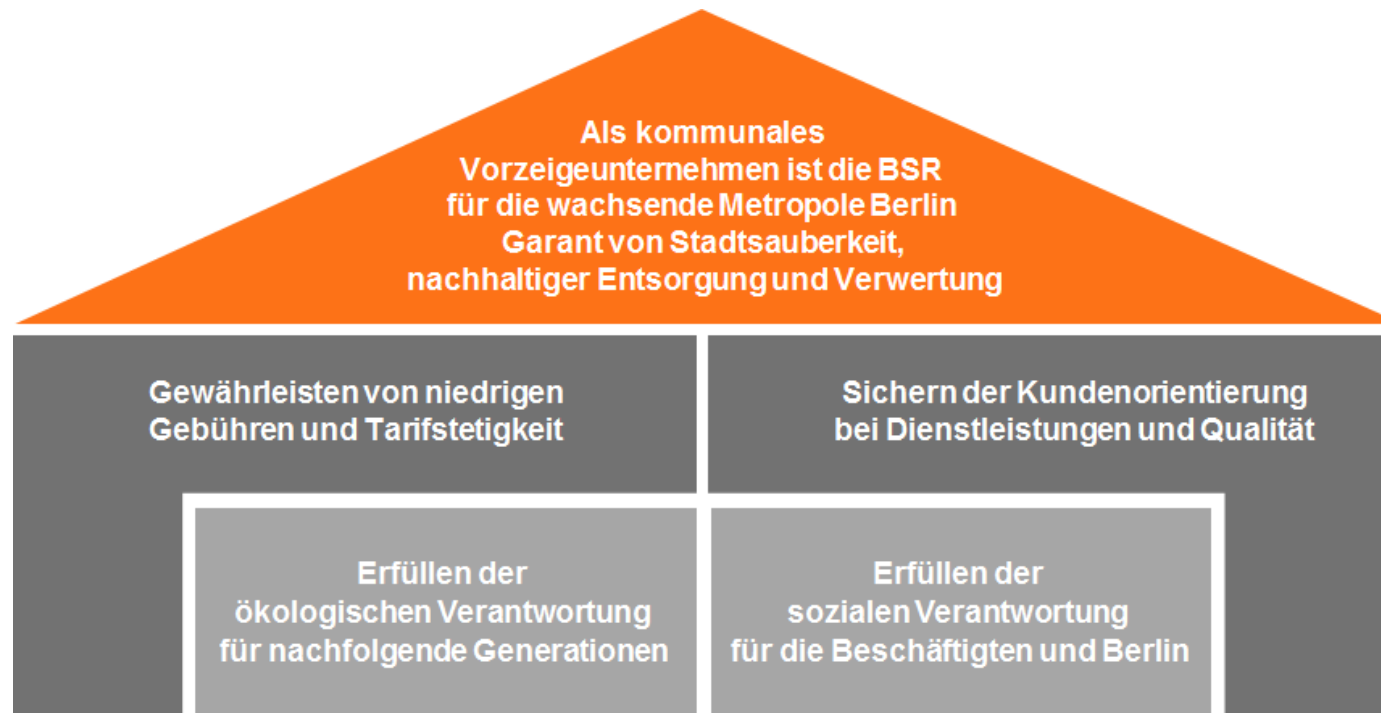 Als kommunales
Vorzeigeunternehmen ist die BSR
für die wachsende Metropole Berlin
Garant von Stadtsauberkeit,
nachhaltiger Entsorgung und Verwertung
Gewährleisten von niedrigen
Gebühren und Tarifstetigkeit
Sichern der Kundenorientierung
bei Dienstleistungen und Qualität
Erfüllen der
ökologischen Verantwortung
für nachfolgende Generationen
Erfüllen der
sozialen Verantwortung
für die Beschäftigten und Berlin